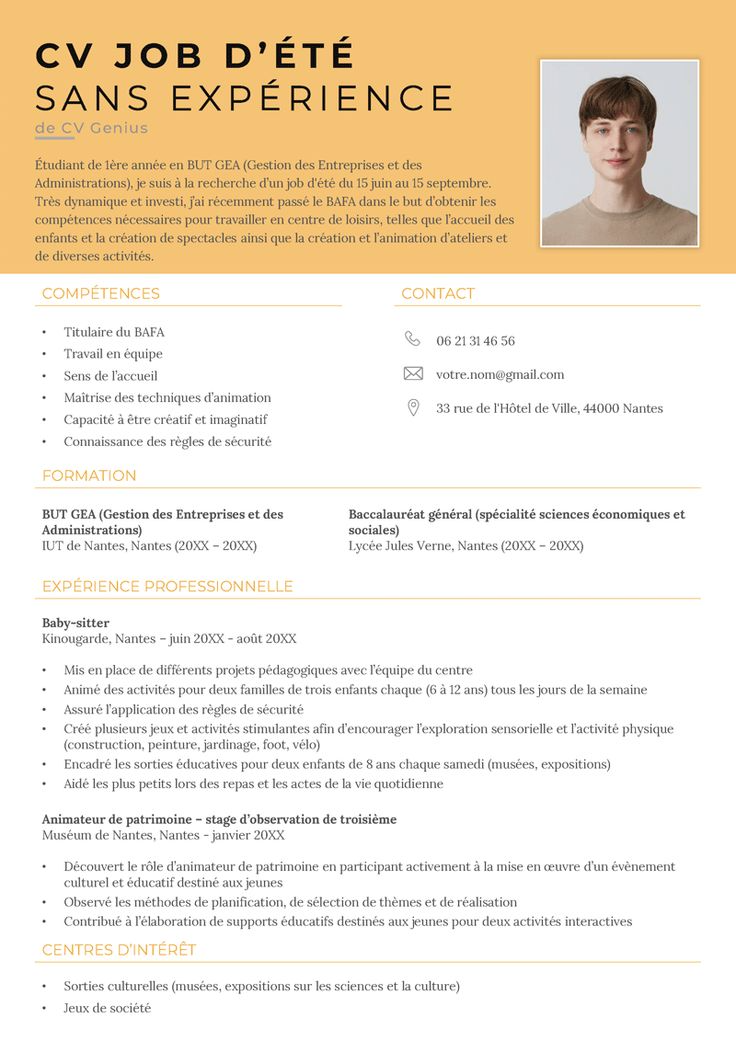 CV JOB D’ÉTÉ
SANS EXPÉRIENCE
de CV Genius
Étudiant de 1ère année en BUT GEA (Gestion des Entreprises et des
Administrations), je suis à la recherche d’un job d'été du 15 juin au 15 septembre.
Très dynamique et investi, j’ai récemment passé le BAFA dans le but d’obtenir les
compétences nécessaires pour travailler en centre de loisirs, telles que l’accueil des
enfants et la création de spectacles ainsi que la création et l’animation d’ateliers et
de diverses activités.
COMPÉTENCES
• Titulaire du BAFA
• Travail en équipe
• Sens de l’accueil
• Maîtrise des techniques d’animation
• Capacité à être créatif et imaginatif
• Connaissance des règles de sécurité
CONTACT
06 21 31 46 56
votre.nom@gmail.com
33 rue de l'Hôtel de Ville, 44000 Nantes
FORMATION
BUT GEA (Gestion des Entreprises et des
Administrations)
IUT de Nantes, Nantes (20XX – 20XX)
Baccalauréat général (spécialité sciences économiques et
sociales)
Lycée Jules Verne, Nantes (20XX – 20XX)
EXPÉRIENCE PROFESSIONNELLE
Baby-sitter
Kinougarde, Nantes – juin 20XX - août 20XX
• Mis en place de différents projets pédagogiques avec l’équipe du centre
• Animé des activités pour deux familles de trois enfants chaque (6 à 12 ans) tous les jours de la semaine
• Assuré l’application des règles de sécurité
• Créé plusieurs jeux et activités stimulantes afin d’encourager l’exploration sensorielle et l’activité physique
(construction, peinture, jardinage, foot, vélo)
• Encadré les sorties éducatives pour deux enfants de 8 ans chaque samedi (musées, expositions)
• Aidé les plus petits lors des repas et les actes de la vie quotidienne
Animateur de patrimoine – stage d’observation de troisième
Muséum de Nantes, Nantes - janvier 20XX
• Découvert le rôle d’animateur de patrimoine en participant activement à la mise en œuvre d’un évènement
culturel et éducatif destiné aux jeunes
• Observé les méthodes de planification, de sélection de thèmes et de réalisation
• Contribué à l’élaboration de supports éducatifs destinés aux jeunes pour deux activités interactives
CENTRES D’INTÉRÊT
• Sorties culturelles (musées, expositions sur les sciences et la culture)
• Jeux de société